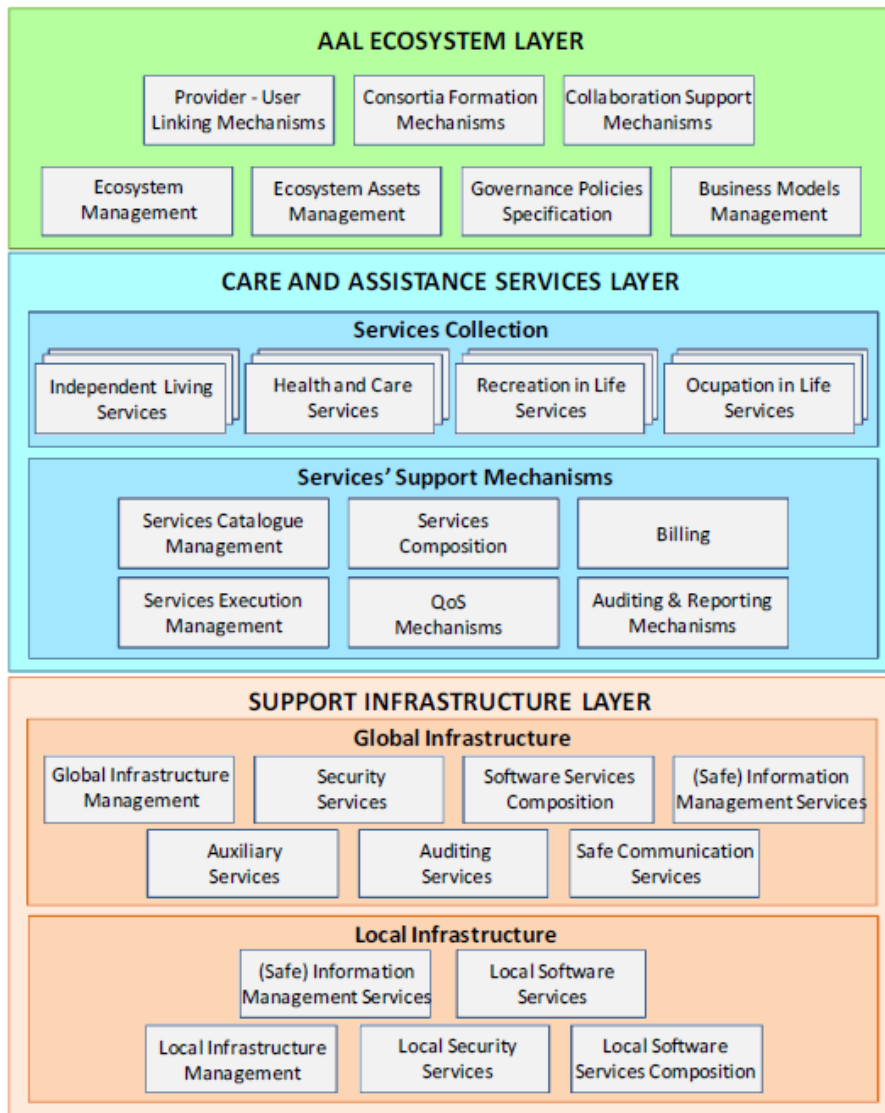 AAL ECOSYSTEM LAYER
Provider - User
Linking Mechanisms
Consortia Formation
Mechanisms
Collaboration Support
Mechanisms
Ecosystem
Management
Ecosystem Assets
Management
Governance Policies
Specification
Business Models
Management
CARE AND ASSISTANCE SERVICES LAYER
Services Collection
Independent Living
Services
Health and Care
Services
Recreation in Life
Services
Ocupation in Life
Services
Services' Support Mechanisms
Services Catalogue
Management
Services
Composition
Billing
Services Execution
Management
QoS
Mechanisms
Auditing & Reporting
Mechanisms
SUPPORT INFRASTRUCTURE LAYER
Global Infrastructure
Global Infrastructure
Management
Security
Services
Software Services
Composition
(Safe) Information
Management Services
Auxiliary
Services
Auditing
Services
Safe Communication
Services
Local Infrastructure
(Safe) Information
Management Services
Local Software
Services
Local Infrastructure
Management
Local Security
Services
Local Software
Services Composition